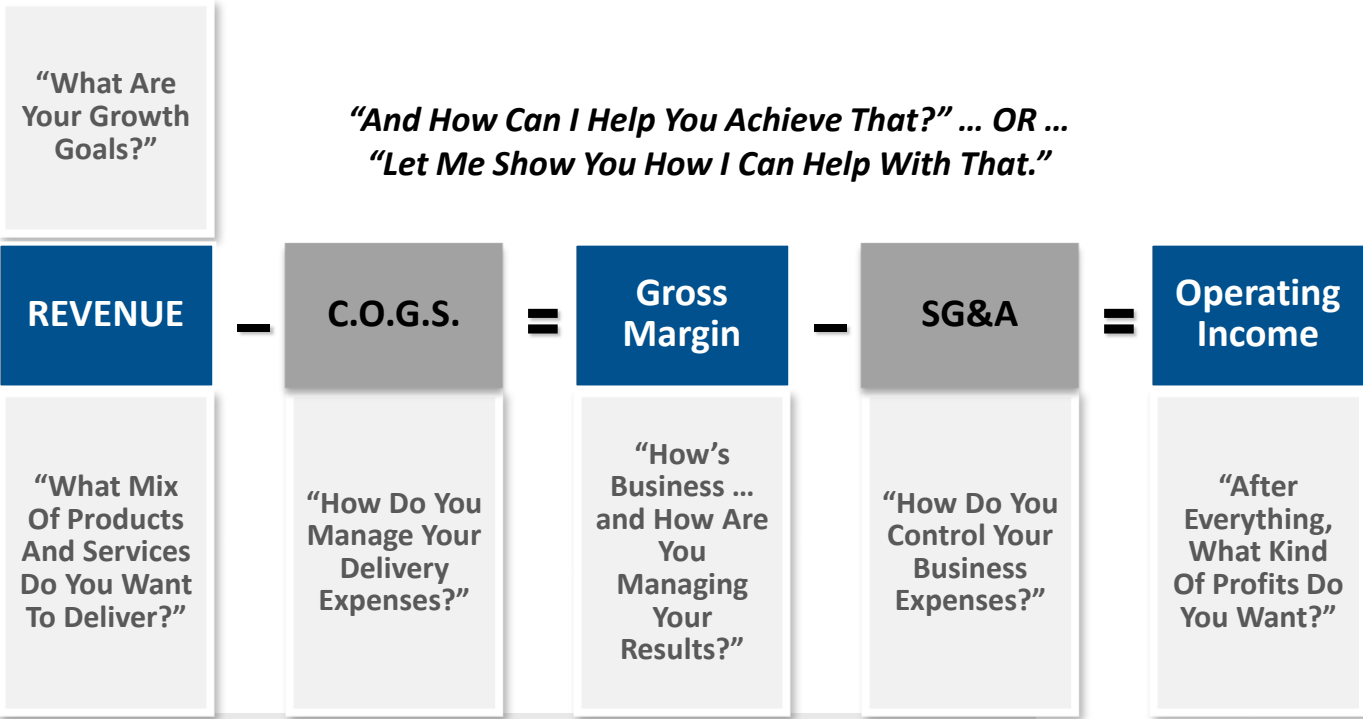 “What Are
Your Growth
Goals?”
“And How Can I Help You Achieve That?” … OR …
“Let Me Show You How I Can Help With That.”
REVENUE
–
C.O.G.S.
=
Gross
Margin
–
SG&A
=
Operating
Income
“What Mix
Of Products
And Services
Do You Want
To Deliver?”
“How Do You
Manage Your
Delivery
Expenses?”
“How’s
Business …
and How Are
You
Managing
Your
Results?”
“How Do You
Control Your
Business
Expenses?”
“After
Everything,
What Kind
Of Profits Do
You Want?”